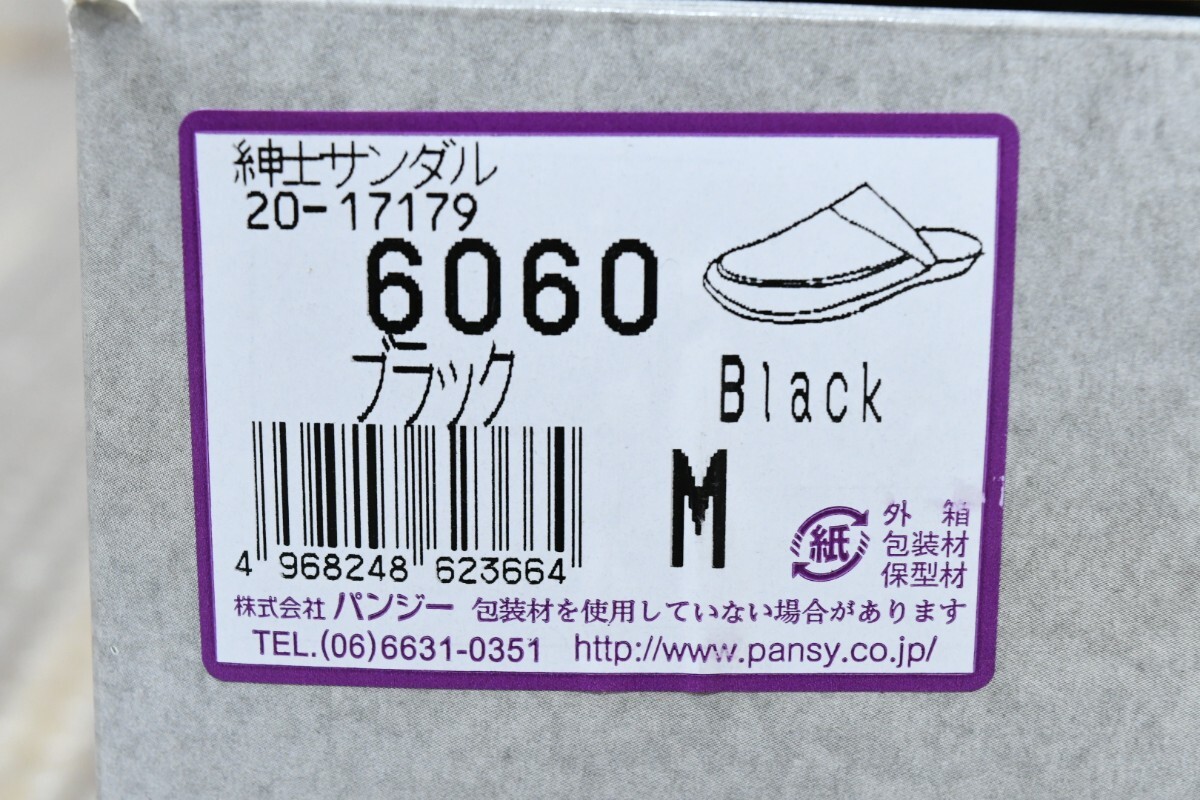 紳士サンダル
20-17179
6060
ブラック Black
M
4 968248 623664
紙
外 箱
包装材
保型材
株式会社 パンジー 包装材を使用していない場合があります
TEL.(06)6631-0351 http://www.pansy.co.jp/